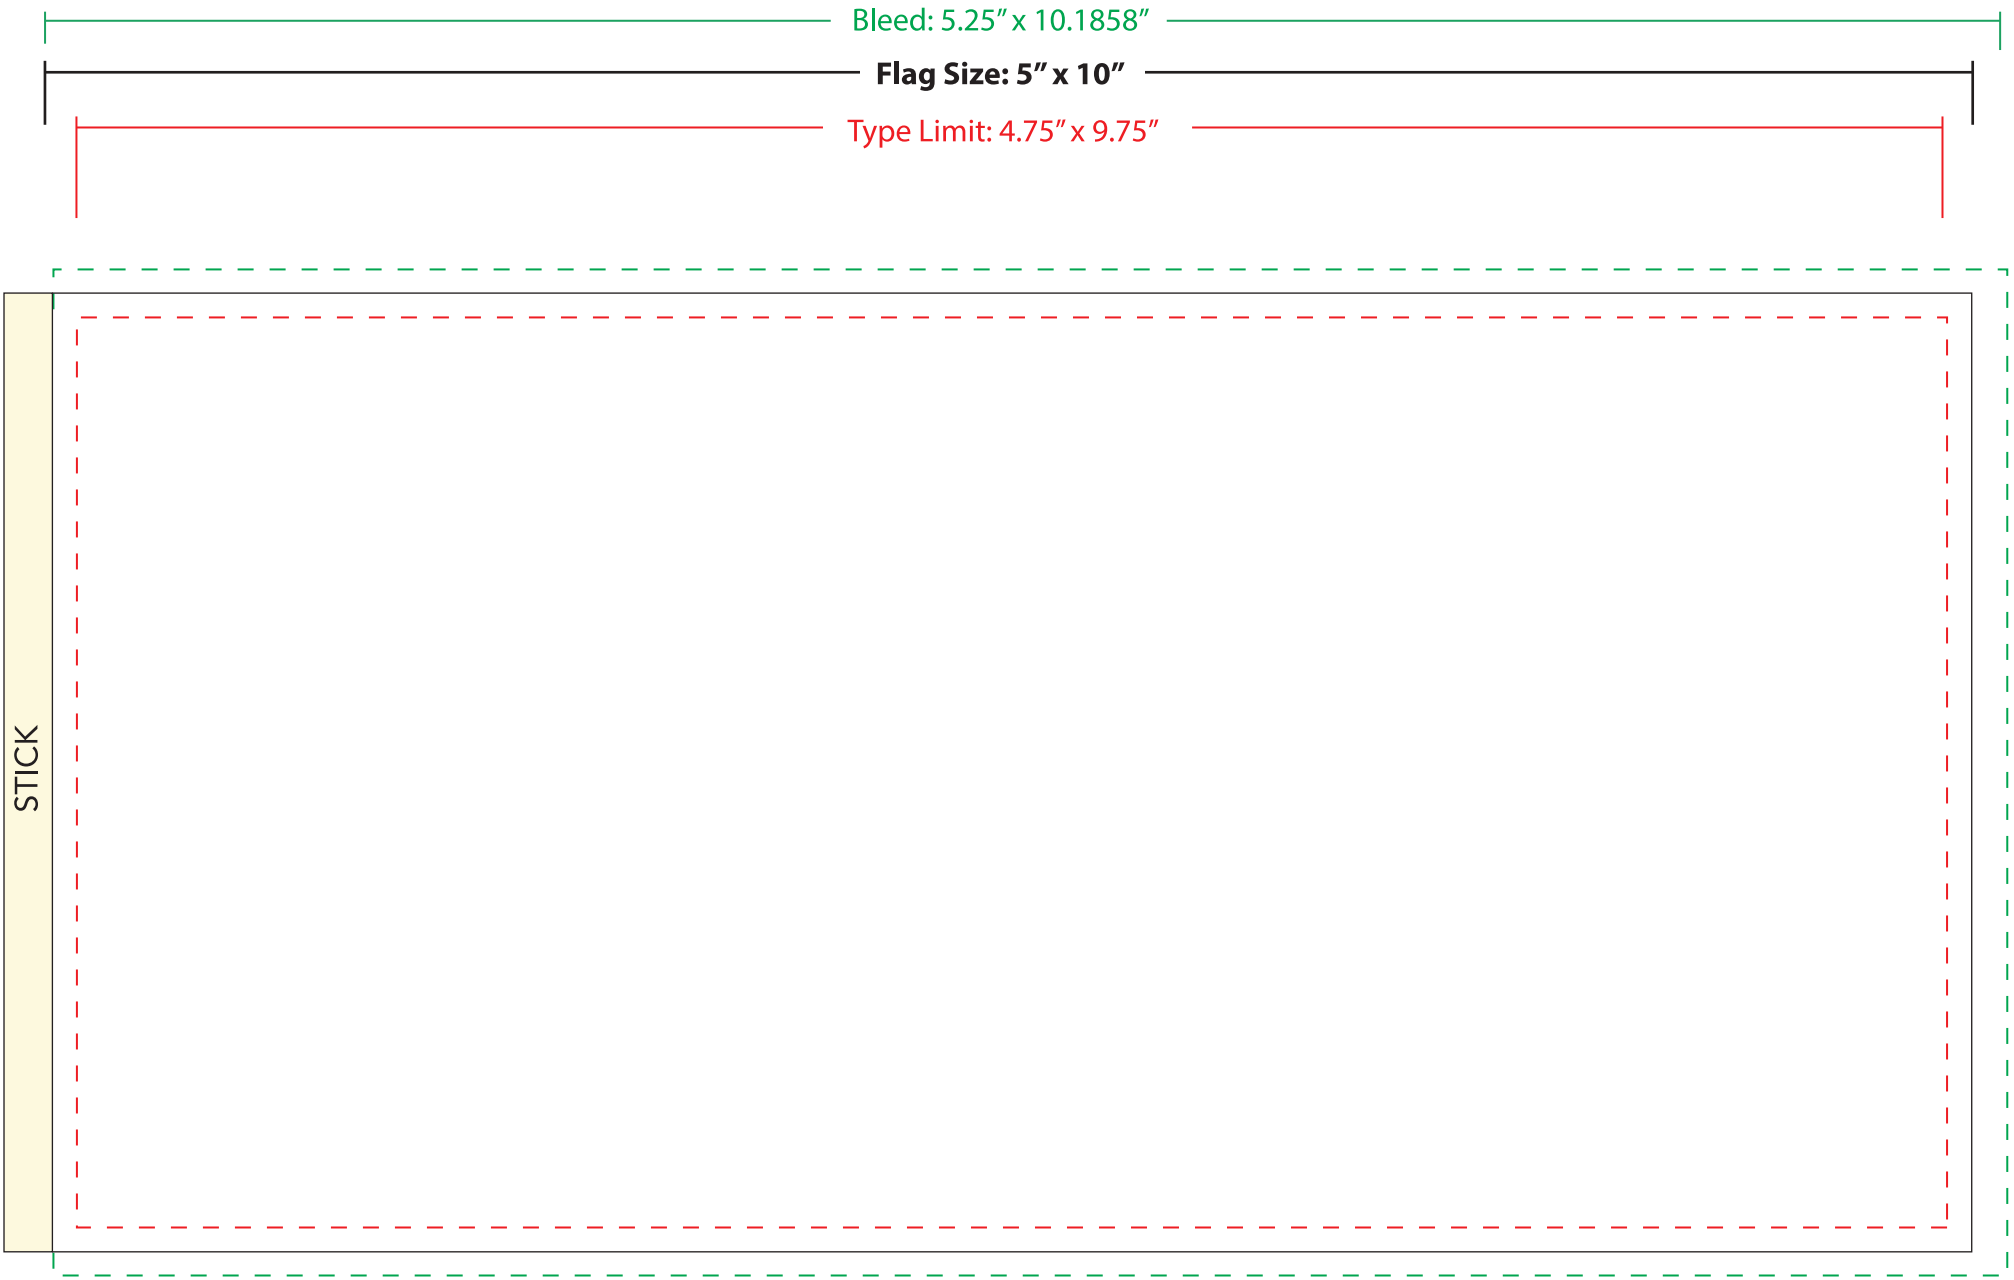 Bleed: 5.25” x 10.1858”
Flag Size: 5” x 10”
Type Limit: 4.75” x 9.75”
STICK